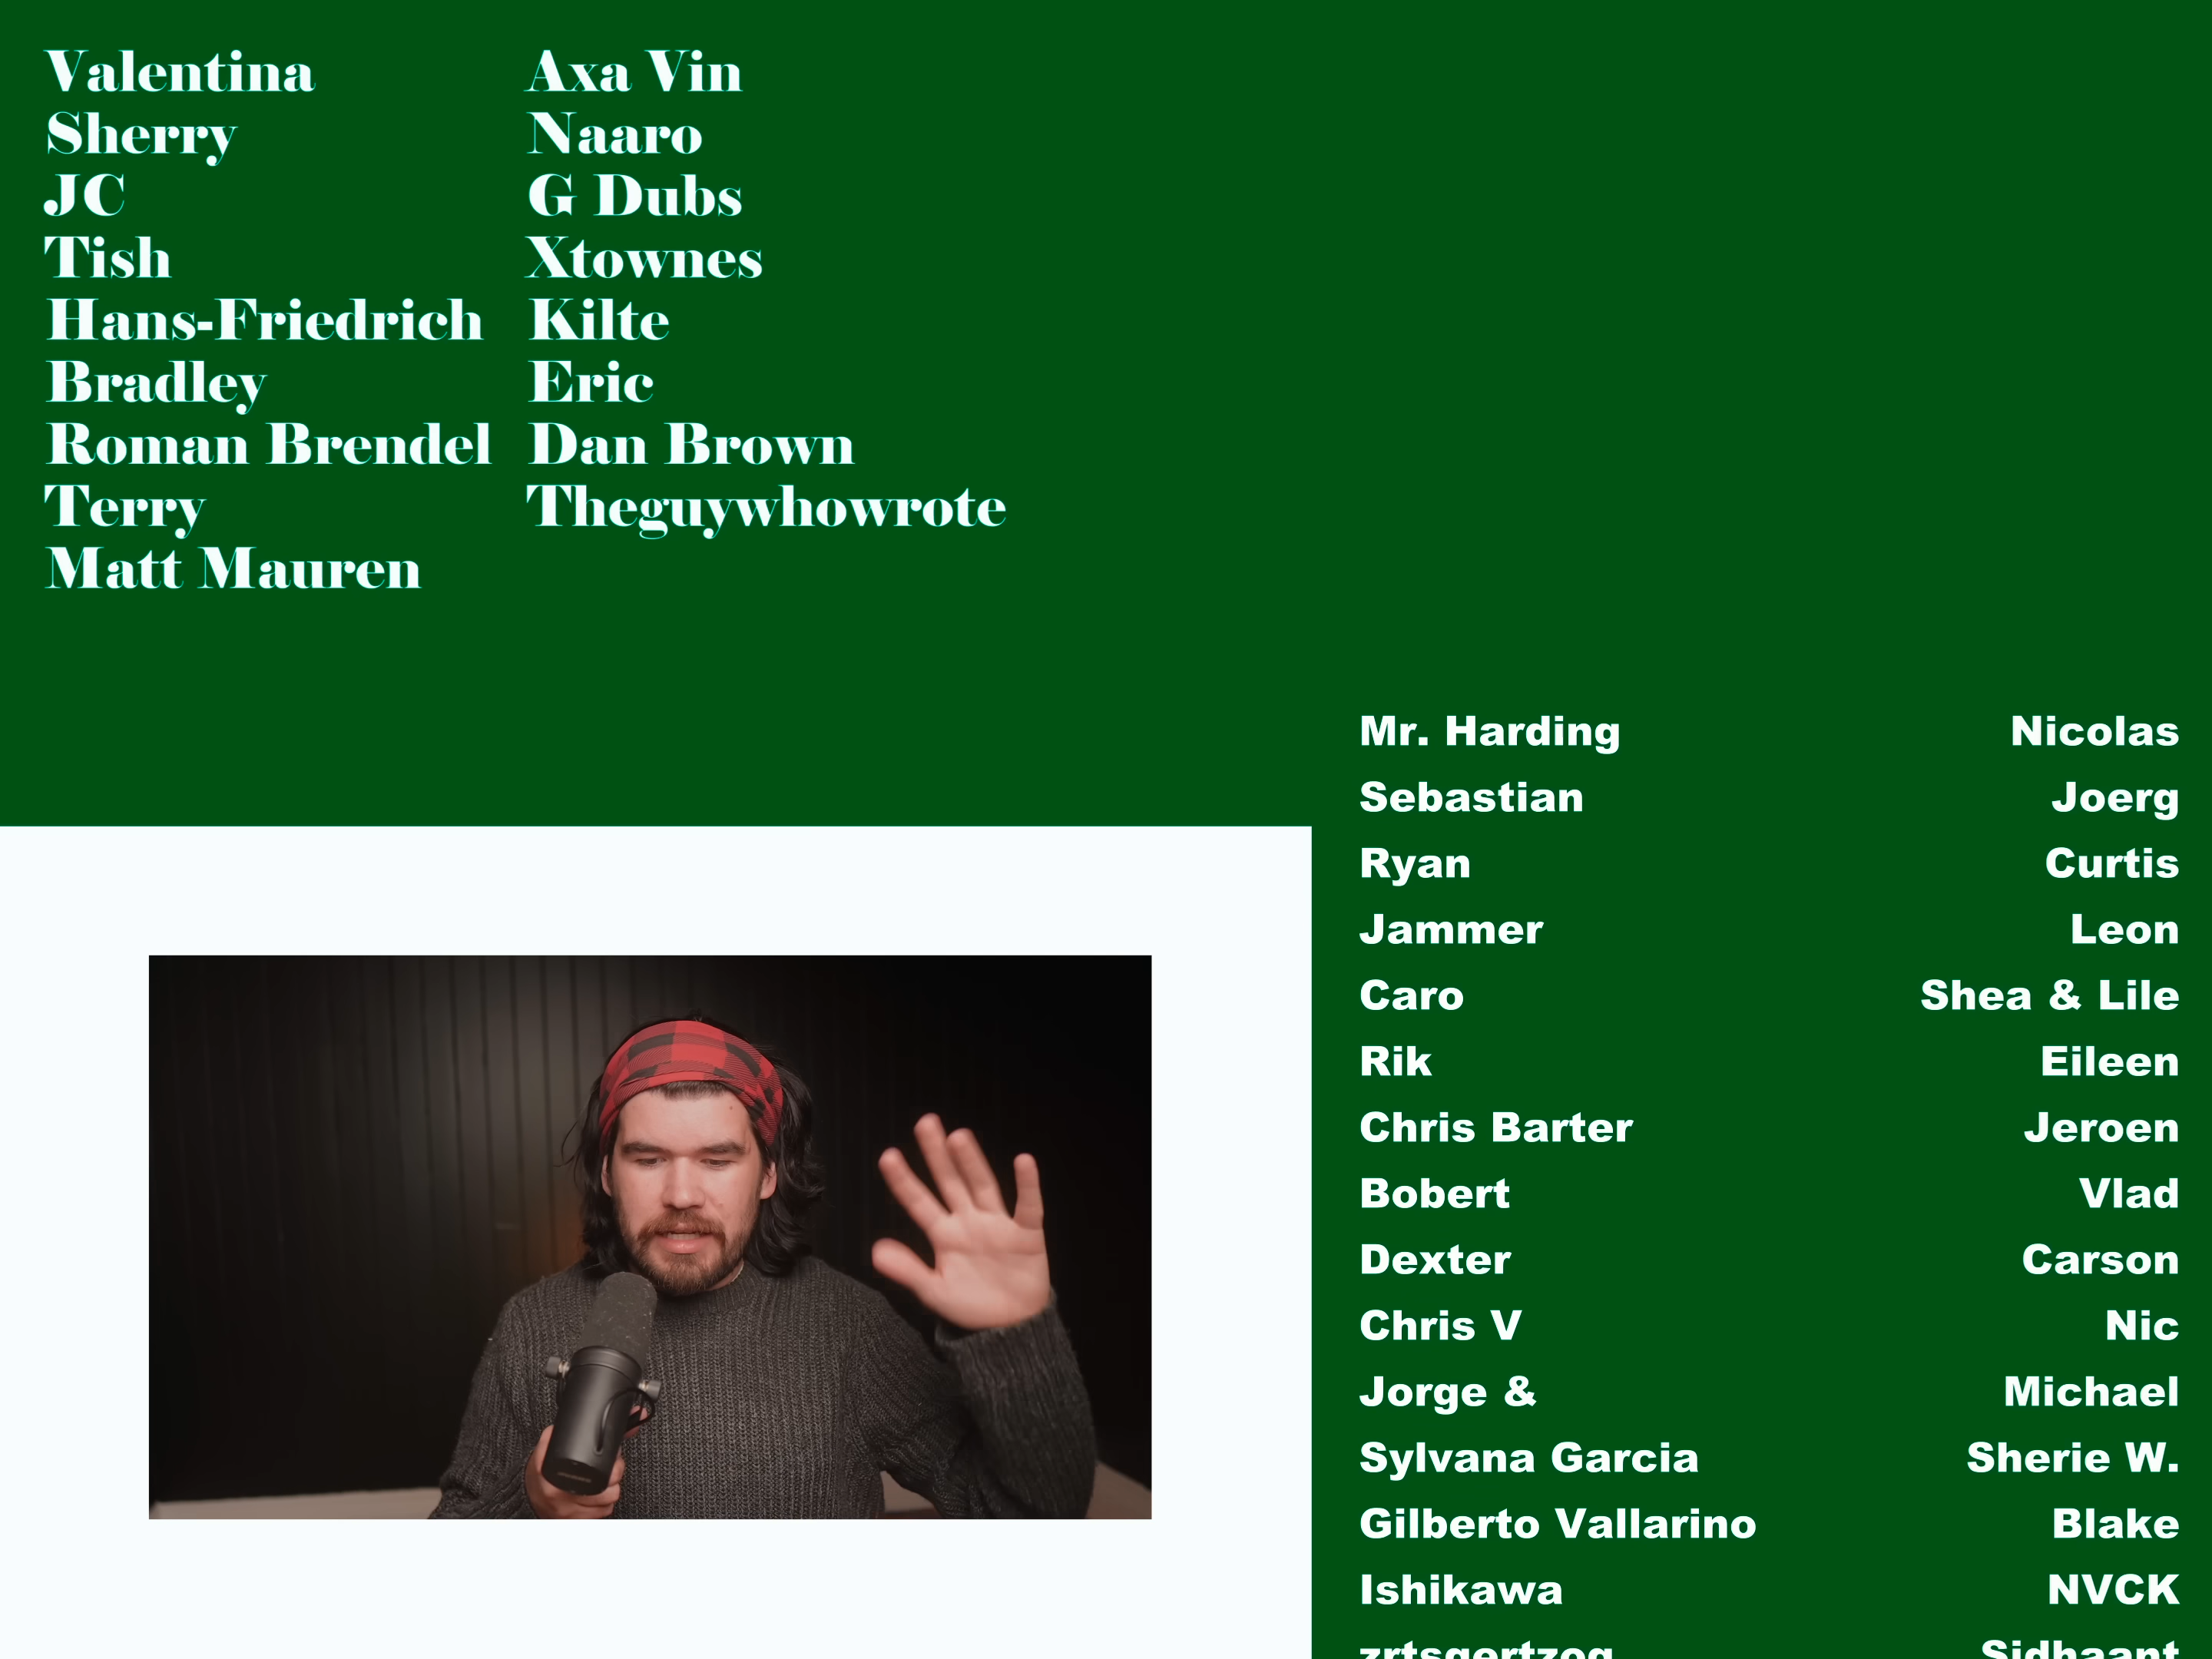 Valentina
Sherry
JC
Tish
Hans-Friedrich
Bradley
Roman Brendel
Terry
Matt Mauren
Axa Vin
Naaro
G Dubs
Xtownes
Kilte
Eric
Dan Brown
Theguywhowrote
Mr. Harding
Sebastian
Ryan
Jammer
Caro
Rik
Chris Barter
Bobert
Dexter
Chris V
Jorge &
Sylvana Garcia
Gilberto Vallarino
Ishikawa
Nicolas
Joerg
Curtis
Leon
Shea & Lile
Eileen
Jeroen
Vlad
Carson
Nic
Michael
Sherie W.
Blake
NVCK
Sidhaant